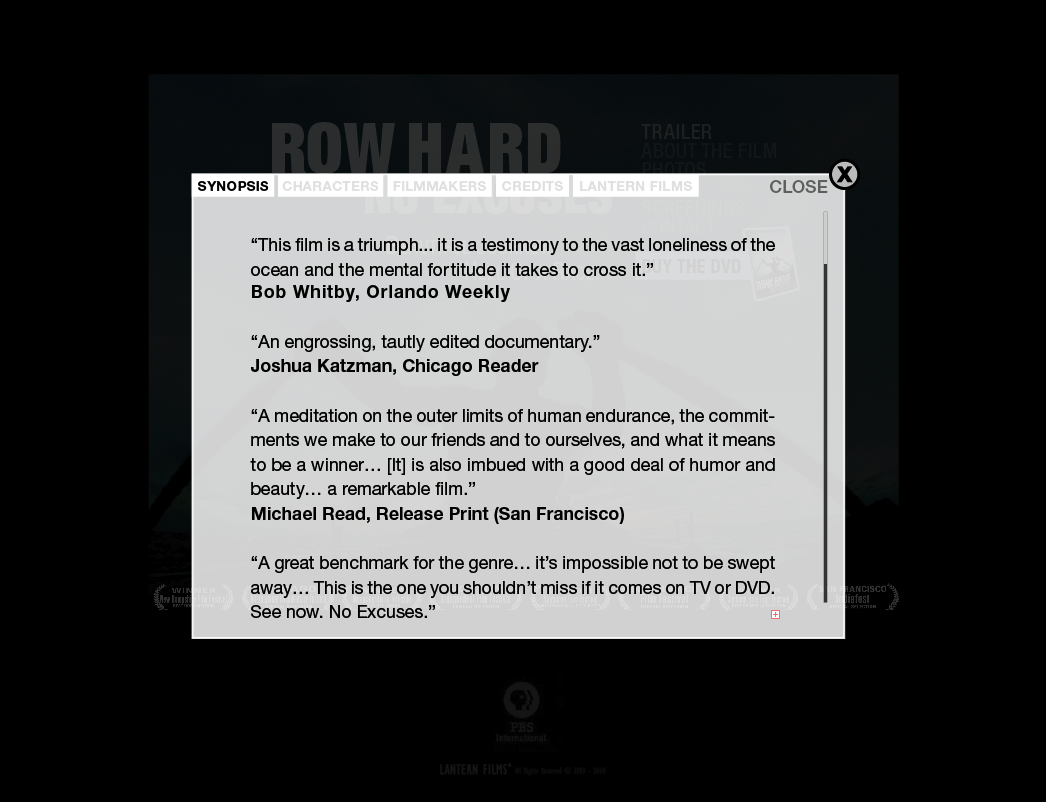 ROW HARD
NO EXCUSES
TRAILER
ABOUT THE FILM
PHOTOS
SYNOPSIS
CHARACTERS
FILMMAKERS
CREDITS
LANTERN FILMS
CLOSE
X
“This film is a triumph... it is a testimony to the vast loneliness of the
ocean and the mental fortitude it takes to cross it.”
Bob Whitby, Orlando Weekly
BUY THE DVD
“An engrossing, tautly edited documentary.”
Joshua Katzman, Chicago Reader
“A meditation on the outer limits of human endurance, the commit-
ments we make to our friends and to ourselves, and what it means
to be a winner… [It] is also imbued with a good deal of humor and
beauty… a remarkable film.”
Michael Read, Release Print (San Francisco)
“A great benchmark for the genre… it’s impossible not to be swept
away… This is the one you shouldn’t miss if it comes on TV or DVD.
See now. No Excuses.”
WINNER
SAN FRANCISCO
Indiefest
PBS
International
LANTERN FILMS